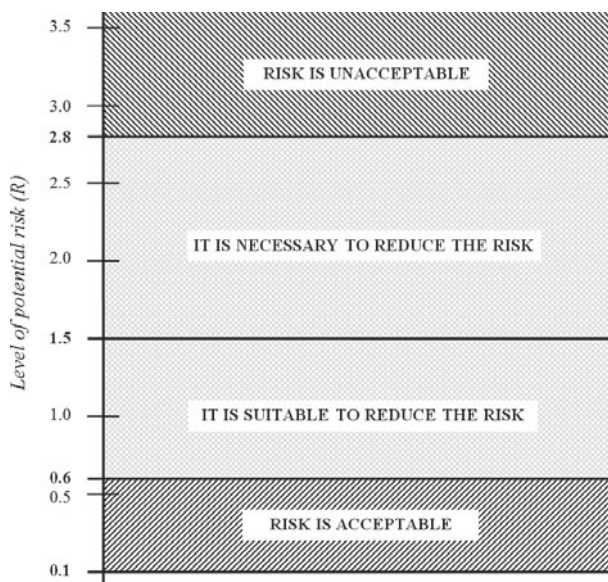 3.5
RISK IS UNACCEPTABLE
3.0
2.8
2.5
IT IS NECESSARY TO REDUCE THE RISK
2.0
Level of potential risk (R)
1.5
1.0
IT IS SUITABLE TO REDUCE THE RISK
0.6
0.5
RISK IS ACCEPTABLE
0.1